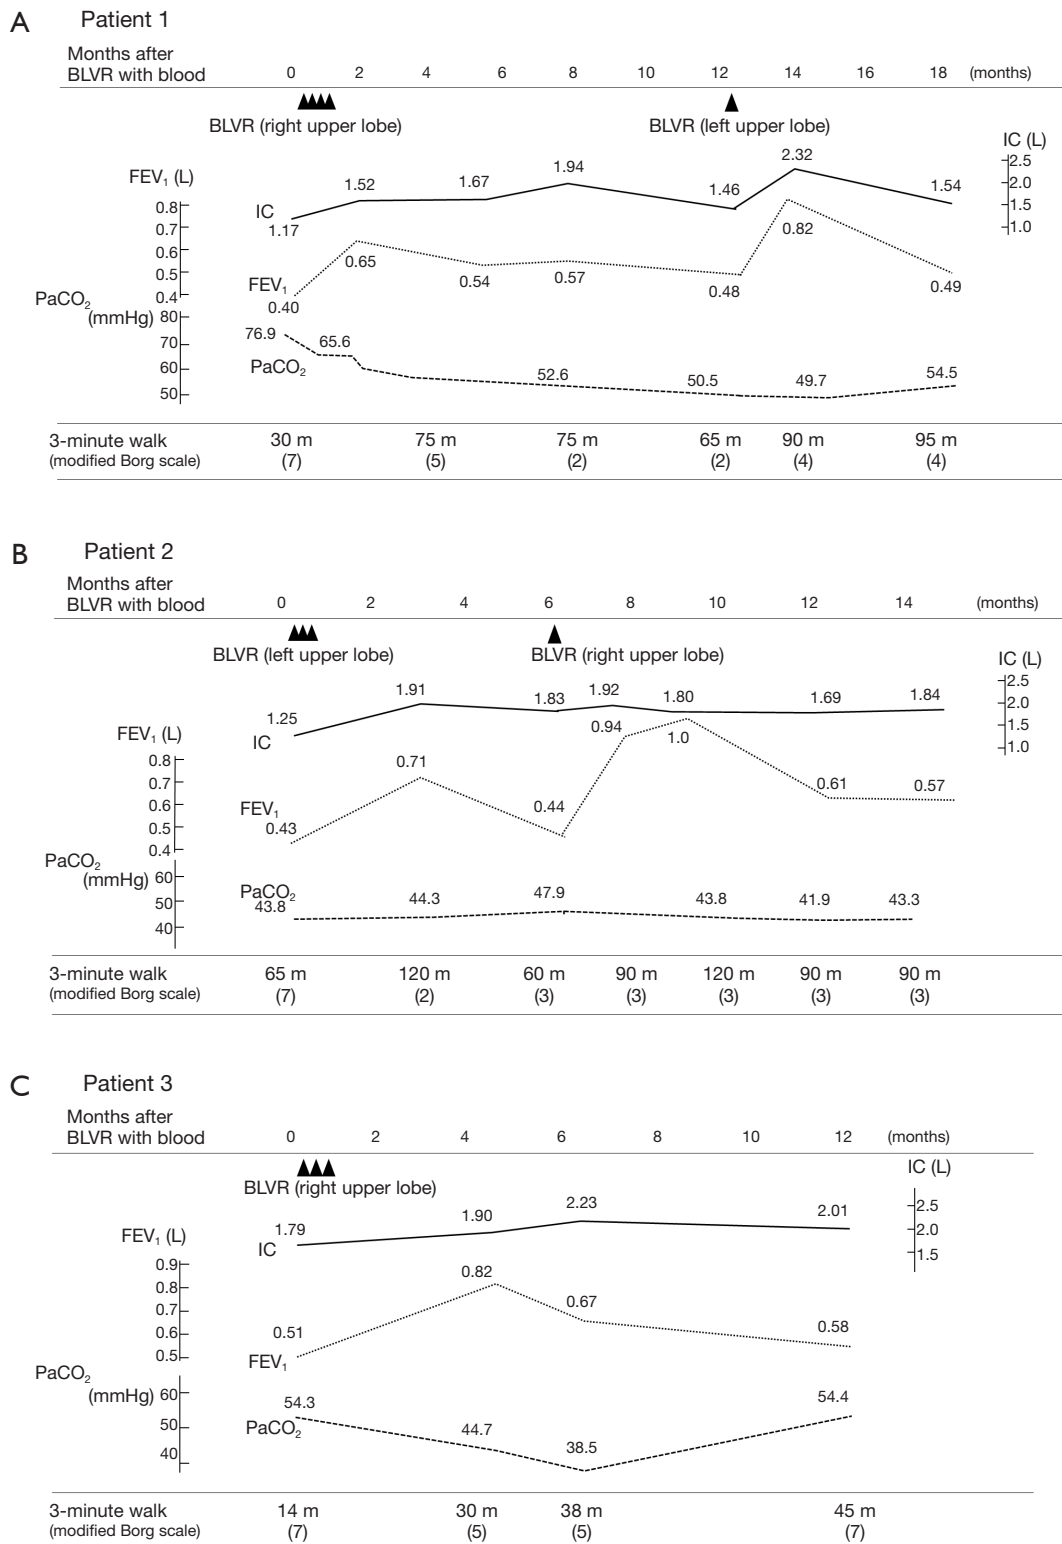 A Patient 1
Months after
BLVR with blood 0 2 4 6 8 10 12 14 16 18 (months)
BLVR (right upper lobe) BLVR (left upper lobe)
IC (L)
2.5
2.0
1.5
1.0
FEV₁ (L)
0.8
0.7
0.6
0.5
0.4
IC
1.17 1.52 1.67 1.94 1.46 2.32 1.54
FEV₁
0.40 0.65 0.54 0.57 0.48 0.82 0.49
PaCO₂
(mmHg)
80
70
60
50
76.9 65.6 52.6 50.5 49.7 54.5
PaCO₂
3-minute walk 30 m 75 m 75 m 65 m 90 m 95 m
(modified Borg scale) (7) (5) (2) (2) (4) (4)
B Patient 2
Months after
BLVR with blood 0 2 4 6 8 10 12 14 (months)
BLVR (left upper lobe) BLVR (right upper lobe)
IC (L)
2.5
2.0
1.5
1.0
1.25 1.91 1.83 1.92 1.80 1.69 1.84
IC
FEV₁ (L)
0.8
0.7
0.6
0.5
0.4
FEV₁
0.43 0.71 0.44 0.94 1.0 0.61 0.57
PaCO₂
(mmHg)
60
50
40
PaCO₂
43.8 44.3 47.9 43.8 41.9 43.3
3-minute walk 65 m 120 m 60 m 90 m 120 m 90 m 90 m
(modified Borg scale) (7) (2) (3) (3) (3) (3) (3)
C Patient 3
Months after
BLVR with blood 0 2 4 6 8 10 12 (months)
BLVR (right upper lobe)
IC (L)
2.5
2.0
1.5
1.79 1.90 2.23 2.01
IC
FEV₁ (L)
0.9
0.8
0.7
0.6
0.5
0.51 0.82 0.67 0.58
FEV₁
PaCO₂
(mmHg)
60
50
40
54.3 44.7 38.5 54.4
PaCO₂
3-minute walk 14 m 30 m 38 m 45 m
(modified Borg scale) (7) (5) (5) (7)